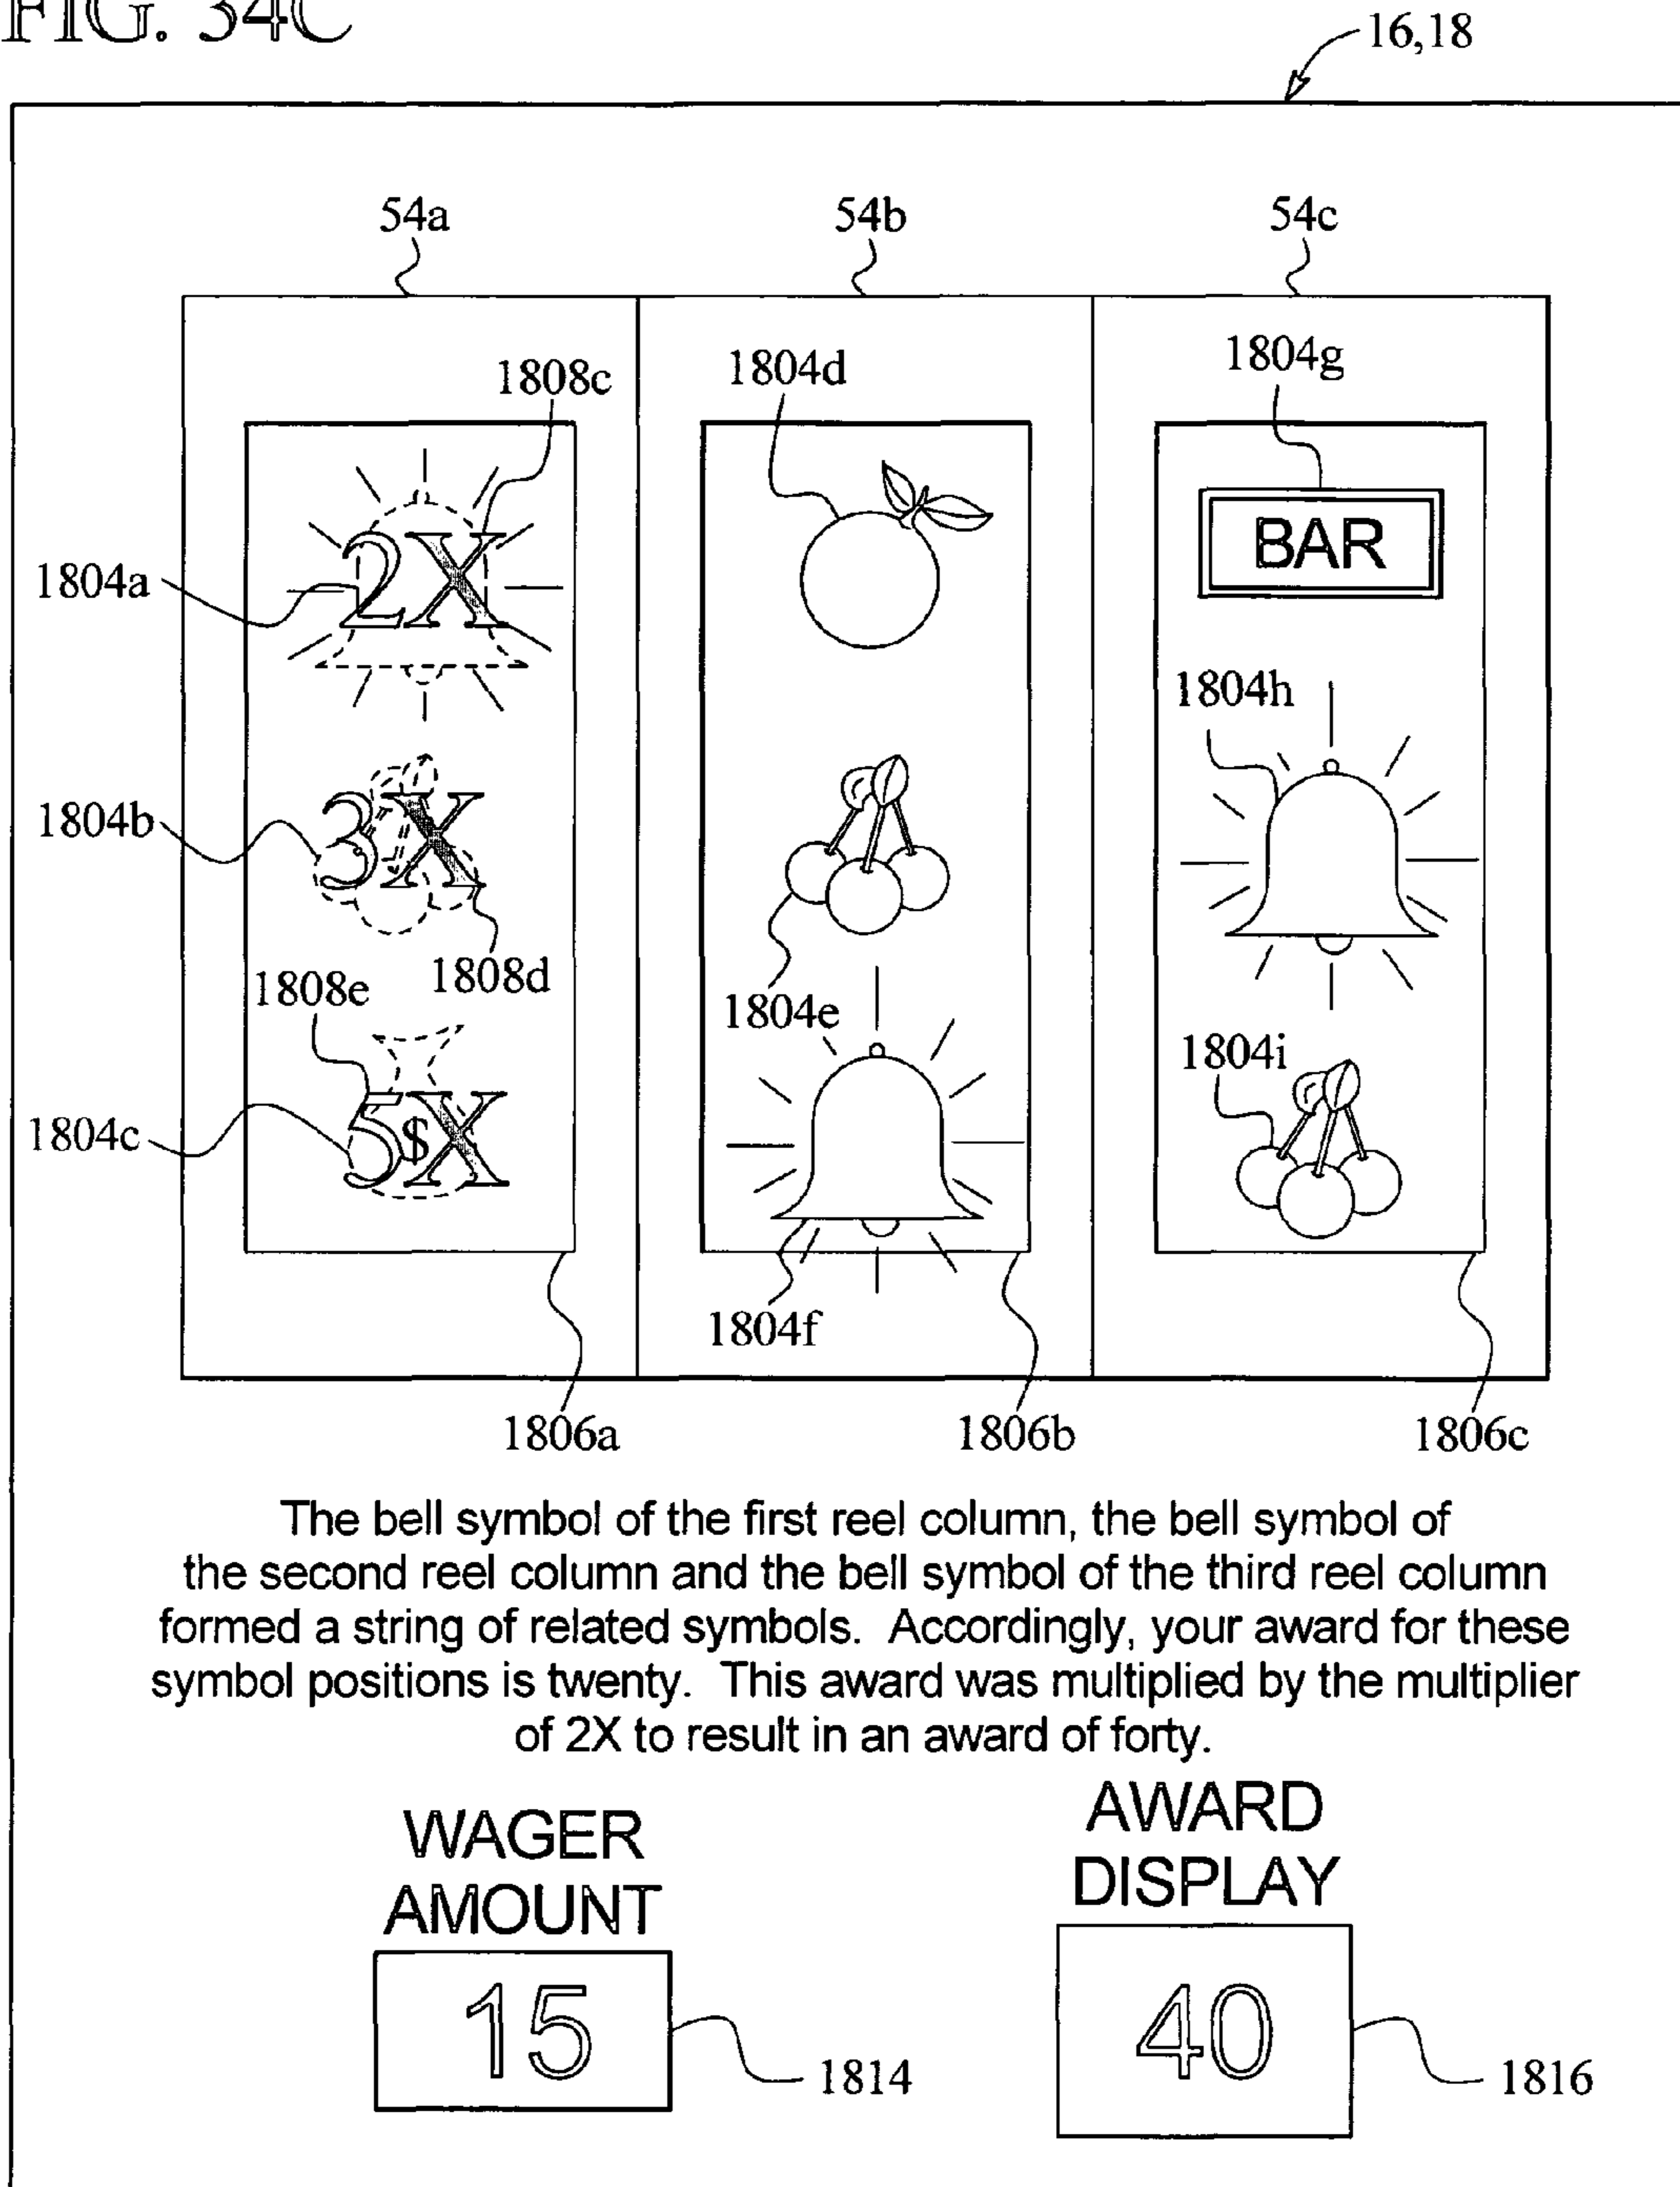 FIG. 34C
16,18
54a
54b
54c
1808c
1804d
1804g
2X
BAR
1804a
1804h
3X
1804b
1808d
1808e
1804e
1804i
5$X
1804c
1804f
1806a
1806b
1806c
The bell symbol of the first reel column, the bell symbol of
the second reel column and the bell symbol of the third reel column
formed a string of related symbols.  Accordingly, your award for these
symbol positions is twenty.  This award was multiplied by the multiplier
of 2X to result in an award of forty.
WAGER
AMOUNT
15
1814
AWARD
DISPLAY
40
1816